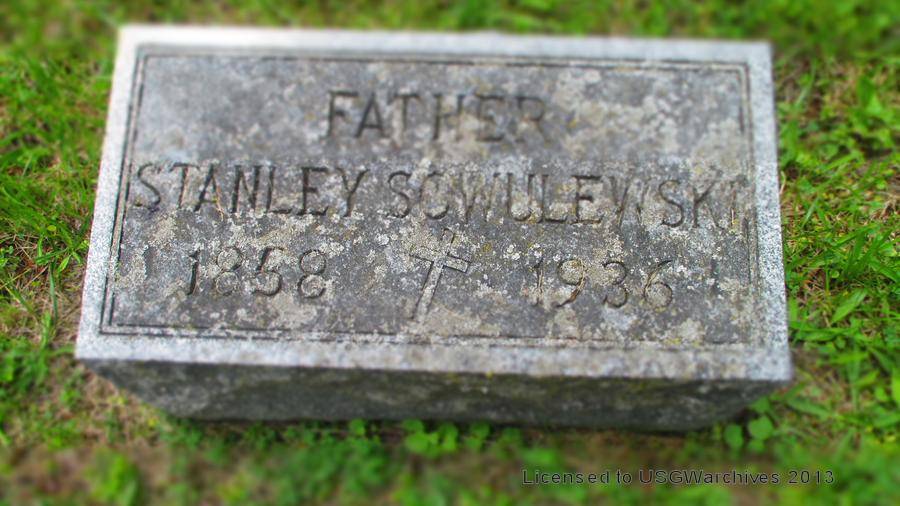 FATHER
STANLEY SOWULEWSKI
1858 1936
Licensed to USGWarchives 2013